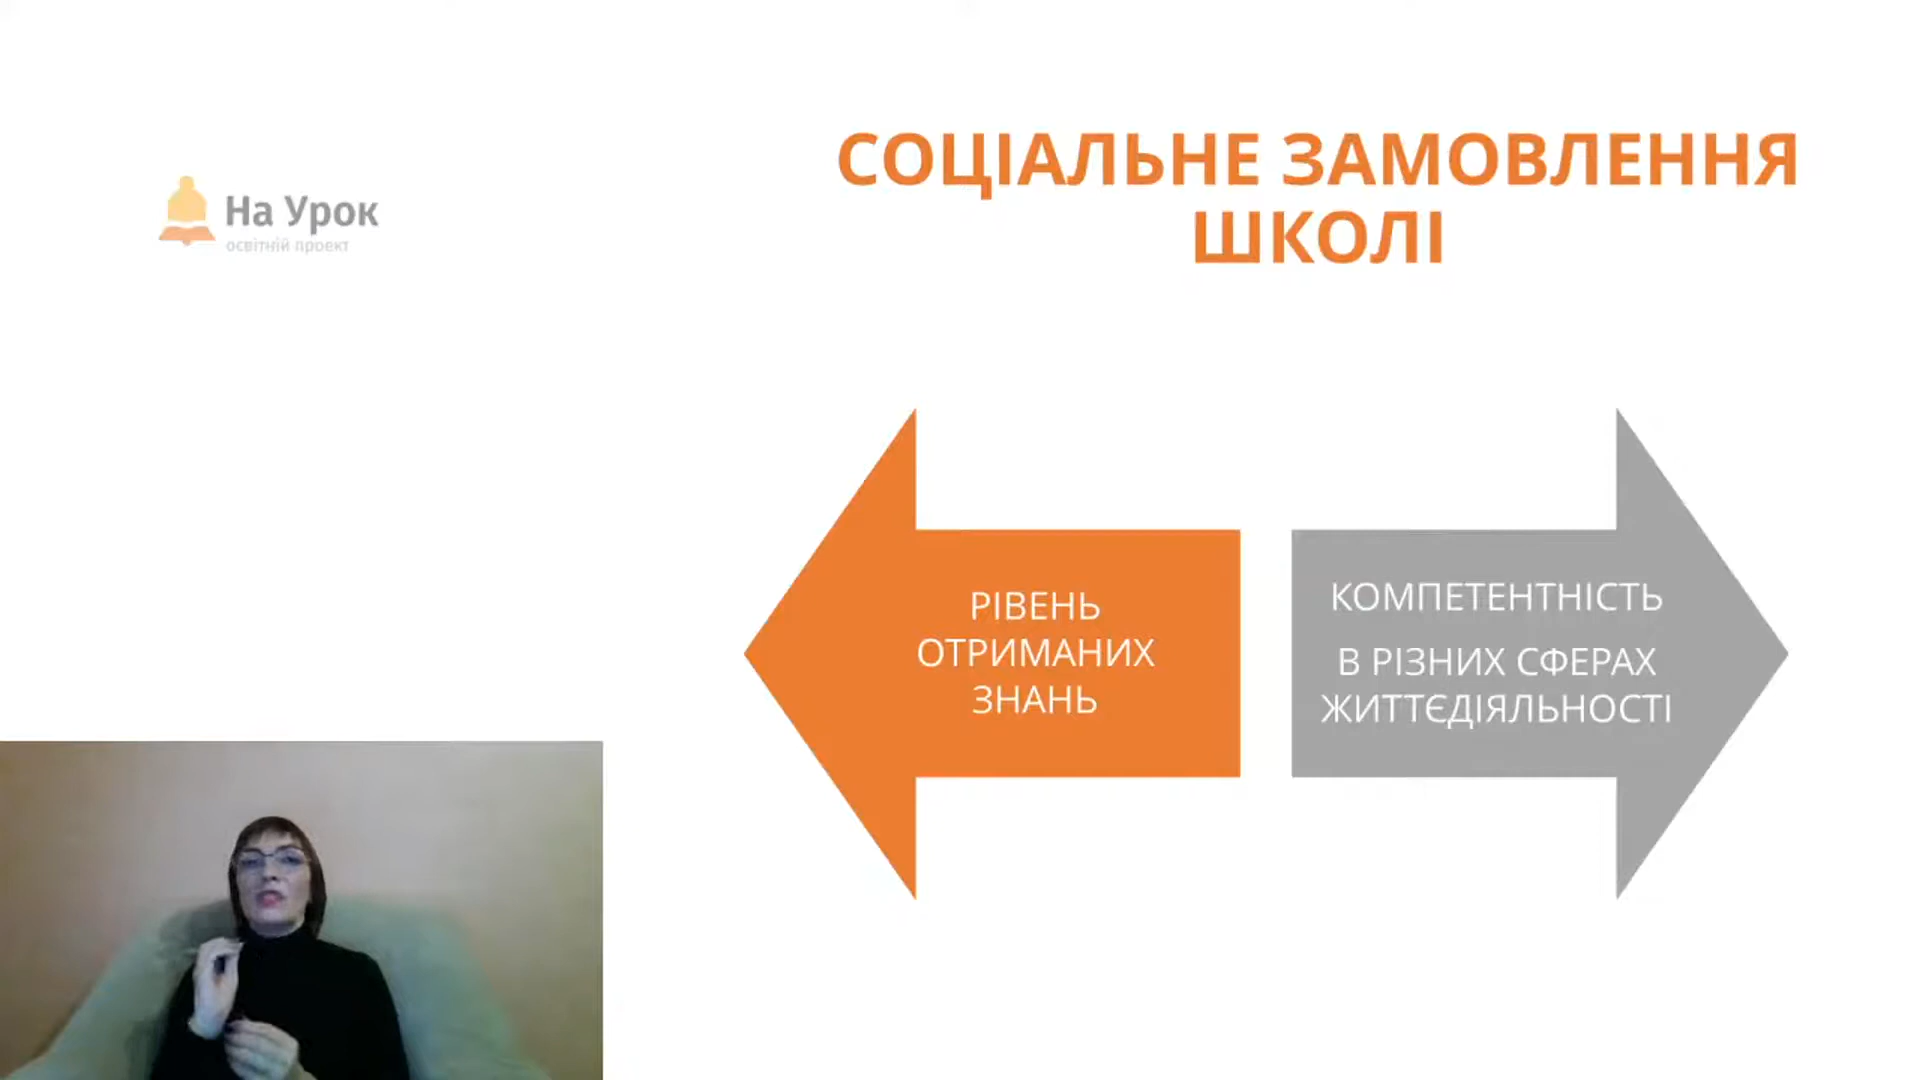 СОЦІАЛЬНЕ ЗАМОВЛЕННЯ
ШКОЛІ
На Урок
освітній проект
РІВЕНЬ
ОТРИМАНИХ
ЗНАНЬ
КОМПЕТЕНТНІСТЬ
В РІЗНИХ СФЕРАХ
ЖИТТЄДІЯЛЬНОСТІ